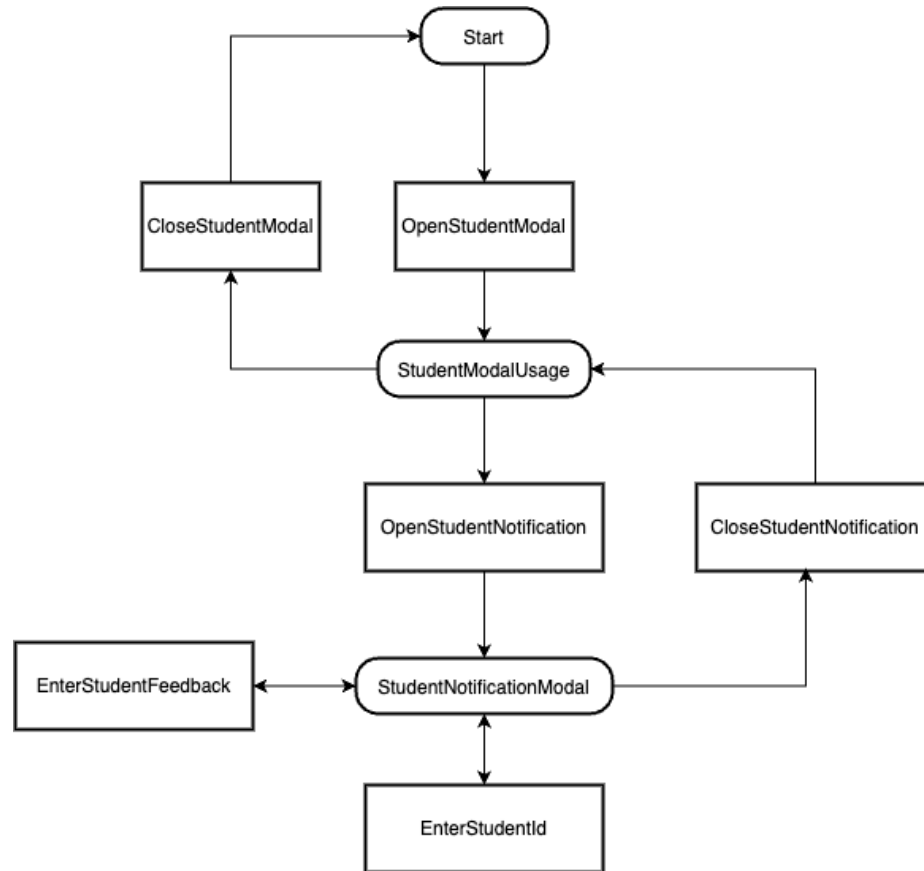 Start
CloseStudentModal
OpenStudentModal
StudentModalUsage
OpenStudentNotification
CloseStudentNotification
EnterStudentFeedback
StudentNotificationModal
EnterStudentId